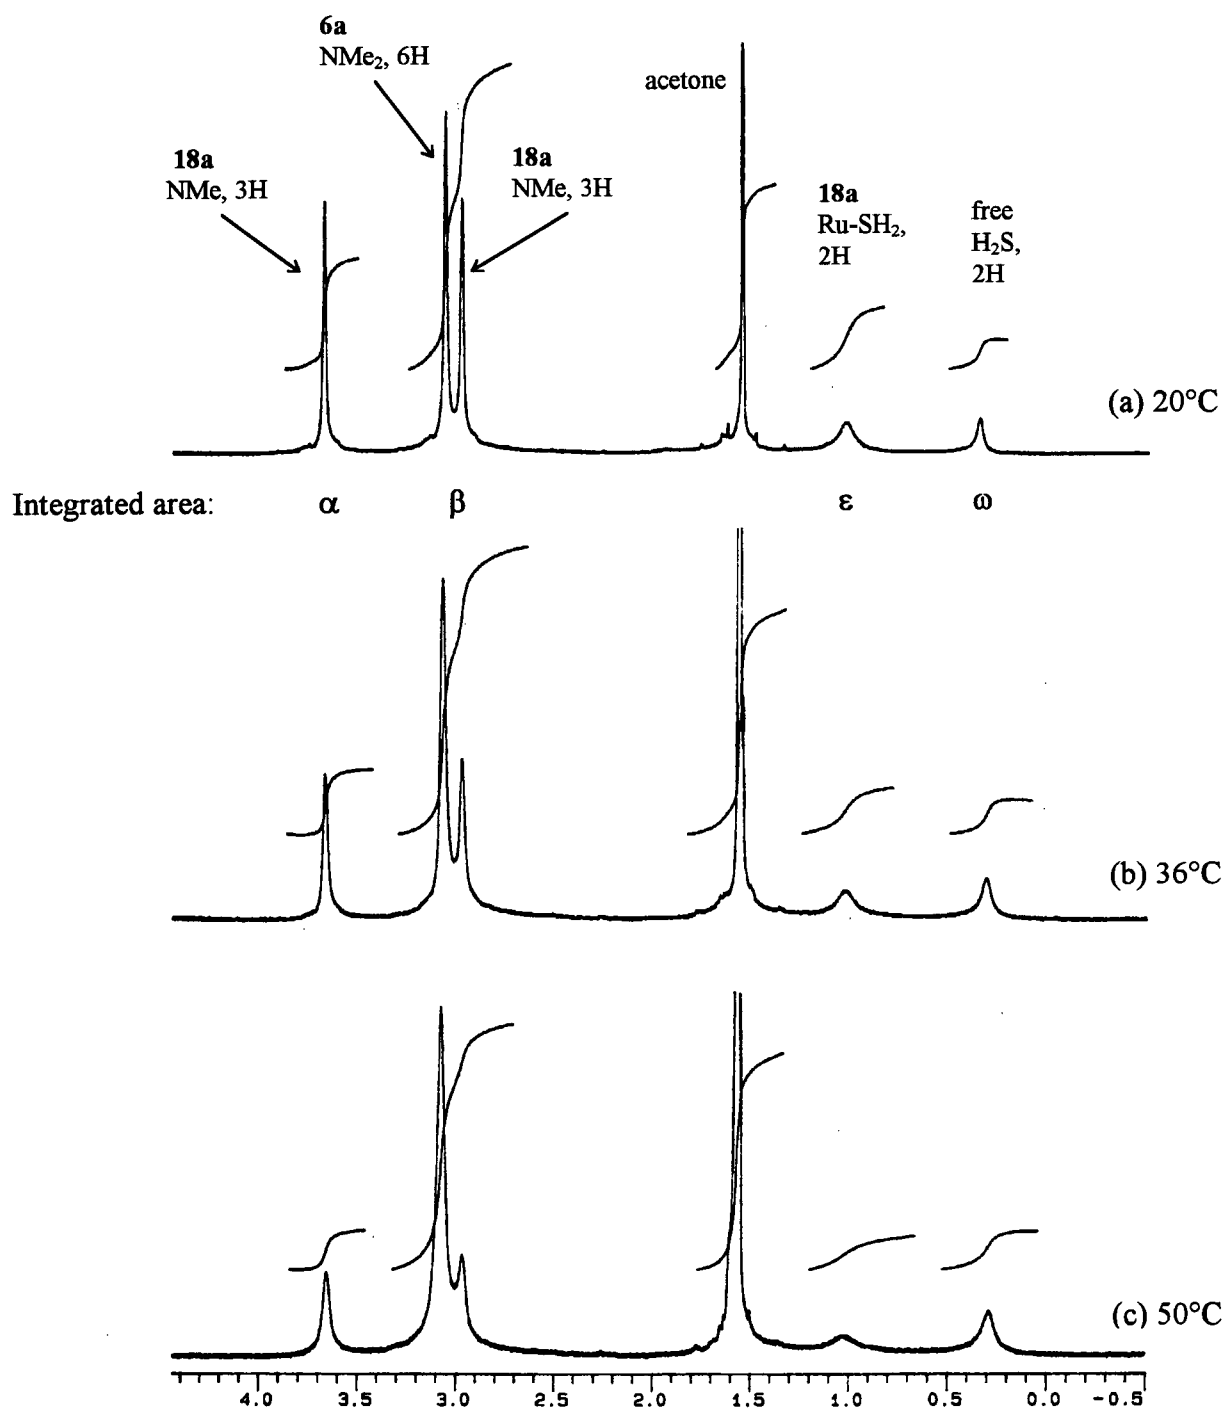 6a
NMe₂, 6H
acetone
18a
NMe, 3H
18a
NMe, 3H
18a
Ru-SH₂,
2H
free
H₂S,
2H
(a) 20°C
Integrated area: α β ε ω
(b) 36°C
(c) 50°C
4.0 3.5 3.0 2.5 2.0 1.5 1.0 0.5 0.0 -0.5